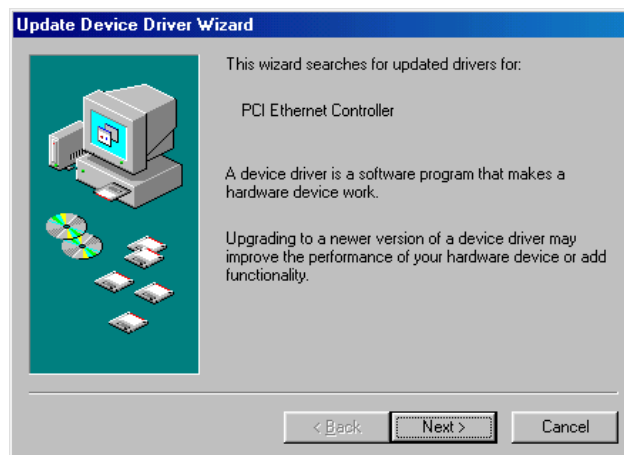 Update Device Driver Wizard
This wizard searches for updated drivers for:
PCI Ethernet Controller
A device driver is a software program that makes a
hardware device work.
Upgrading to a newer version of a device driver may
improve the performance of your hardware device or add
functionality.
< Back
Next >
Cancel